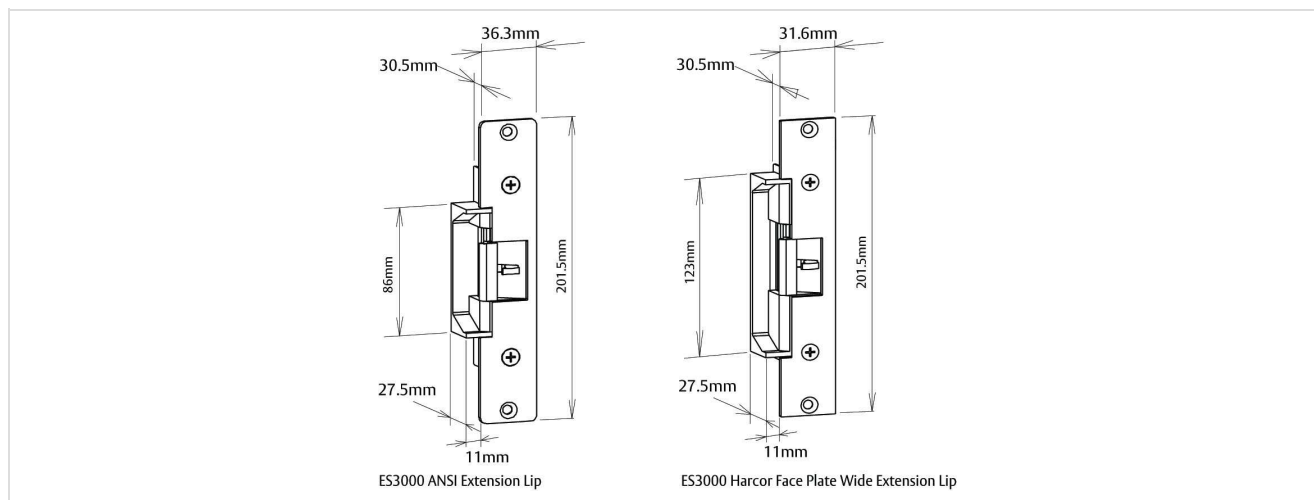 36.3mm
30.5mm
86mm
201.5mm
27.5mm
11mm
ES3000 ANSI Extension Lip
31.6mm
30.5mm
123mm
201.5mm
27.5mm
11mm
ES3000 Harcor Face Plate Wide Extension Lip